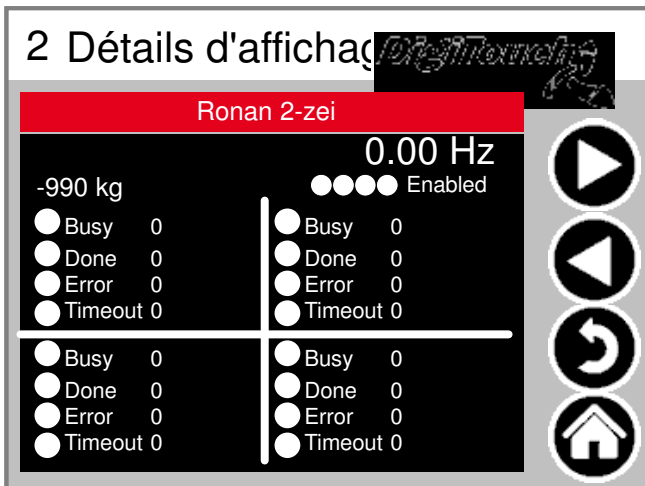 2 Détails d'affichag
DigiTouch
Ronan 2-zei
0.00 Hz
-990 kg
Enabled
Busy 0
Done 0
Error 0
Timeout 0
Busy 0
Done 0
Error 0
Timeout 0
Busy 0
Done 0
Error 0
Timeout 0
Busy 0
Done 0
Error 0
Timeout 0